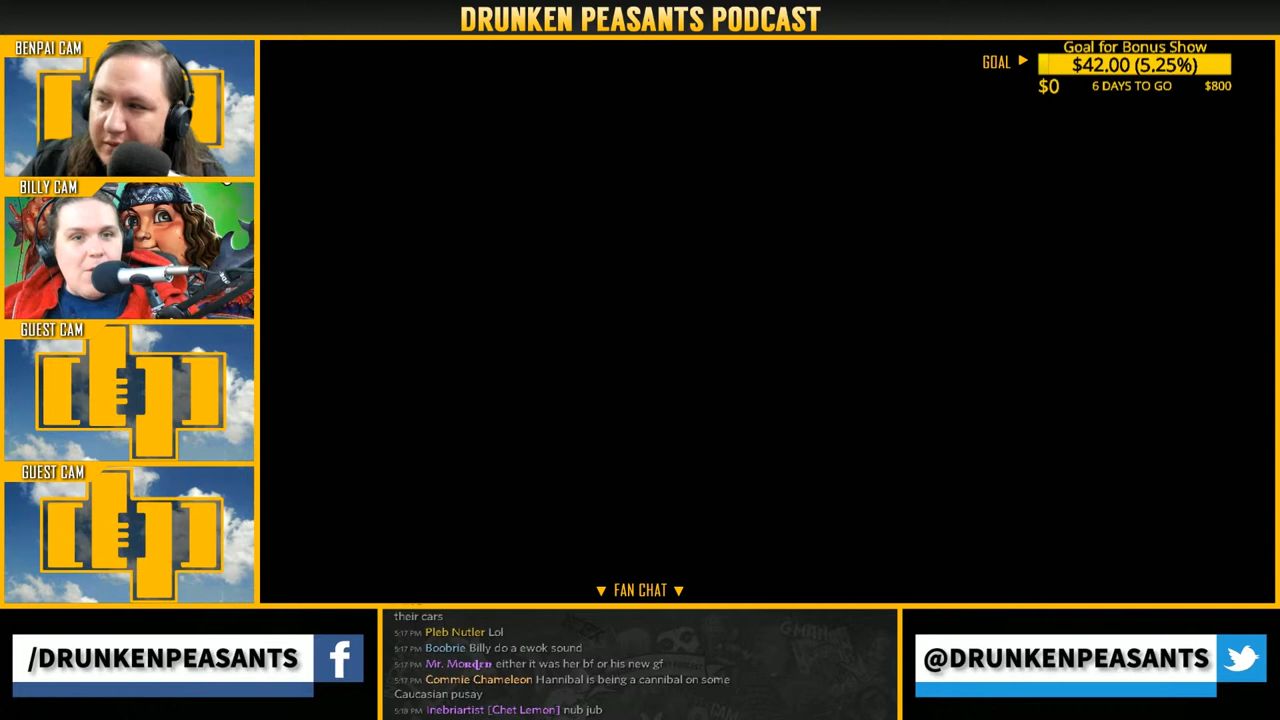 DRUNKEN PEASANTS PODCAST
BENPAI CAM
GOAL ▶
Goal for Bonus Show
$42.00 (5.25%)
$0 6 DAYS TO GO $800
BILLY CAM
GUEST CAM
GUEST CAM
▼ FAN CHAT ▼
their cars
5:17 PM Pleb Nutler Lol
5:17 PM Boobrie Billy do a ewok sound
5:17 PM Mr. either it was her bf or his new gf
5:17 PM Commie Chameleon Hannibal is being a cannibal on some
Caucasian pusay
5:18 PM Inebriartist [Chet Lemon] nub jub
/DRUNKENPEASANTS f
@DRUNKENPEASANTS